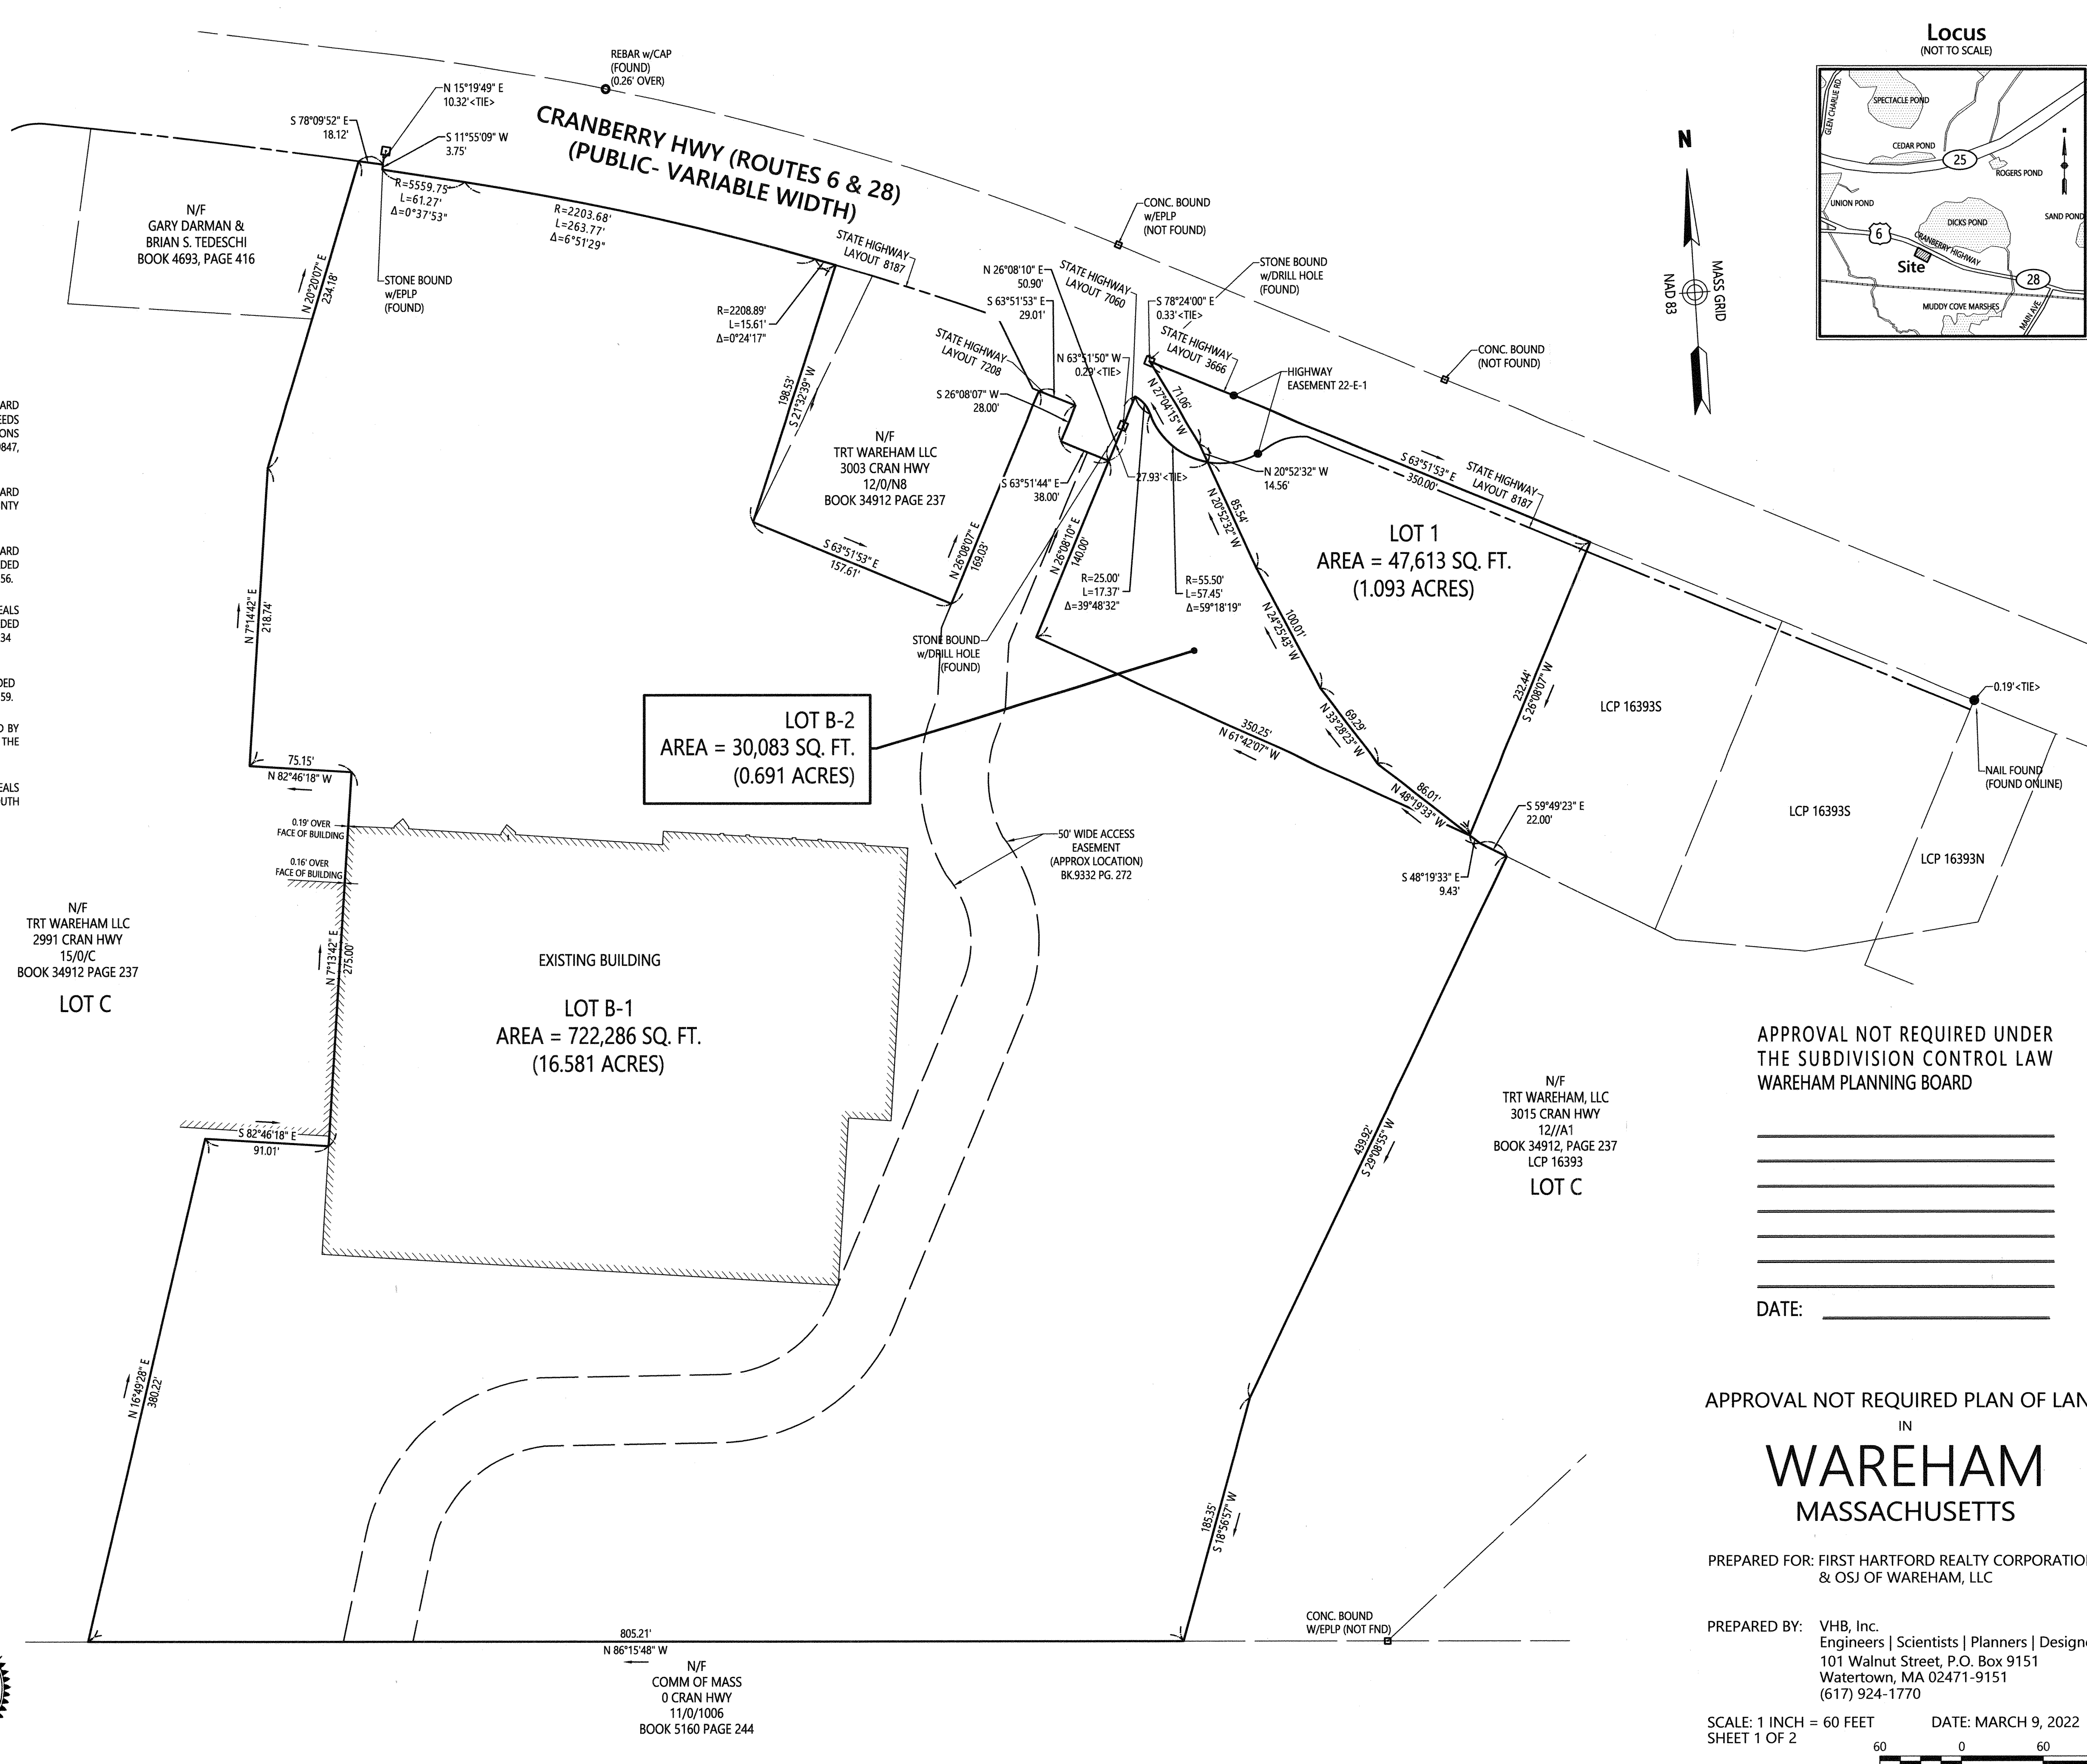 Locus
(NOT TO SCALE)
GLEN CHARLIE RD.
SPECTACLE POND
CEDAR POND
25
ROGERS POND
UNION POND
DICKS POND
SAND POND
6
CRANBERRY HIGHWAY
Site
28
MUDDY COVE MARSHES
MAIN AVE.
N
MASS GRID
NAD 83
REBAR w/CAP
(FOUND)
(0.26' OVER)
N 15°19'49" E
10.32'<TIE>
S 78°09'52" E
18.12'
S 11°55'09" W
3.75'
CRANBERRY HWY (ROUTES 6 & 28)
(PUBLIC- VARIABLE WIDTH)
R=5559.75'
L=61.27'
Δ=0°37'53"
R=2203.68'
L=263.77'
Δ=6°51'29"
N/F
GARY DARMAN &
BRIAN S. TEDESCHI
BOOK 4693, PAGE 416
N 20°20'07" E
234.18'
STONE BOUND
w/EPLP
(FOUND)
STATE HIGHWAY
LAYOUT 8187
CONC. BOUND
w/EPLP
(NOT FOUND)
R=2208.89'
L=15.61'
Δ=0°24'17"
N 26°08'10" E
50.90'
S 63°51'53" E
29.01'
STATE HIGHWAY
LAYOUT 7060
STONE BOUND
w/DRILL HOLE
(FOUND)
S 78°24'00" E
0.33'<TIE>
STATE HIGHWAY
LAYOUT 3666
STATE HIGHWAY
LAYOUT 7208
N 63°51'50" W
0.29'<TIE>
CONC. BOUND
(NOT FOUND)
HIGHWAY
EASEMENT 22-E-1
S 26°08'07" W
28.00'
198.53'
S 21°32'39" W
71.06'
N 27°04'15" W
N/F
TRT WAREHAM LLC
3003 CRAN HWY
12/0/N8
BOOK 34912 PAGE 237
S 63°51'44" E
38.00'
27.93'<TIE>
N 20°52'32" W
14.56'
S 63°51'53" E
350.00'
STATE HIGHWAY
LAYOUT 8187
85.54'
N 20°52'32" W
S 63°51'53" E
157.61'
N 26°08'07" E
169.03'
N 26°08'10" E
140.00'
R=25.00'
L=17.37'
Δ=39°48'32"
R=55.50'
L=57.45'
Δ=59°18'19"
LOT 1
AREA = 47,613 SQ. FT.
(1.093 ACRES)
100.01'
N 24°25'43" W
N 7°14'42" E
218.74'
STONE BOUND
w/DRILL HOLE
(FOUND)
232.44'
S 26°08'07" W
LCP 16393S
0.19'<TIE>
LOT B-2
AREA = 30,083 SQ. FT.
(0.691 ACRES)
350.25'
N 61°42'07" W
69.29'
N 33°28'23" W
86.01'
N 48°19'33" W
NAIL FOUND
(FOUND ONLINE)
75.15'
N 82°46'18" W
S 59°49'23" E
22.00'
LCP 16393S
0.19' OVER
FACE OF BUILDING
0.16' OVER
FACE OF BUILDING
50' WIDE ACCESS
EASEMENT
(APPROX LOCATION)
BK.9332 PG. 272
S 48°19'33" E
9.43'
LCP 16393N
N/F
TRT WAREHAM LLC
2991 CRAN HWY
15/0/C
BOOK 34912 PAGE 237
LOT C
N 7°13'42" E
275.00'
EXISTING BUILDING
LOT B-1
AREA = 722,286 SQ. FT.
(16.581 ACRES)
S 82°46'18" E
91.01'
439.92'
S 29°08'55" W
N/F
TRT WAREHAM, LLC
3015 CRAN HWY
12//A1
BOOK 34912, PAGE 237
LCP 16393
LOT C
N 16°49'28" E
380.22'
185.35'
S 18°56'57" W
805.21'
N 86°15'48" W
CONC. BOUND
W/EPLP (NOT FND)
N/F
COMM OF MASS
0 CRAN HWY
11/0/1006
BOOK 5160 PAGE 244
APPROVAL NOT REQUIRED UNDER
THE SUBDIVISION CONTROL LAW
WAREHAM PLANNING BOARD
DATE:
APPROVAL NOT REQUIRED PLAN OF LAN
IN
WAREHAM
MASSACHUSETTS
PREPARED FOR: FIRST HARTFORD REALTY CORPORATIO
& OSJ OF WAREHAM, LLC
PREPARED BY: VHB, Inc.
Engineers | Scientists | Planners | Designe
101 Walnut Street, P.O. Box 9151
Watertown, MA 02471-9151
(617) 924-1770
SCALE: 1 INCH = 60 FEET DATE: MARCH 9, 2022
SHEET 1 OF 2
60 0 60